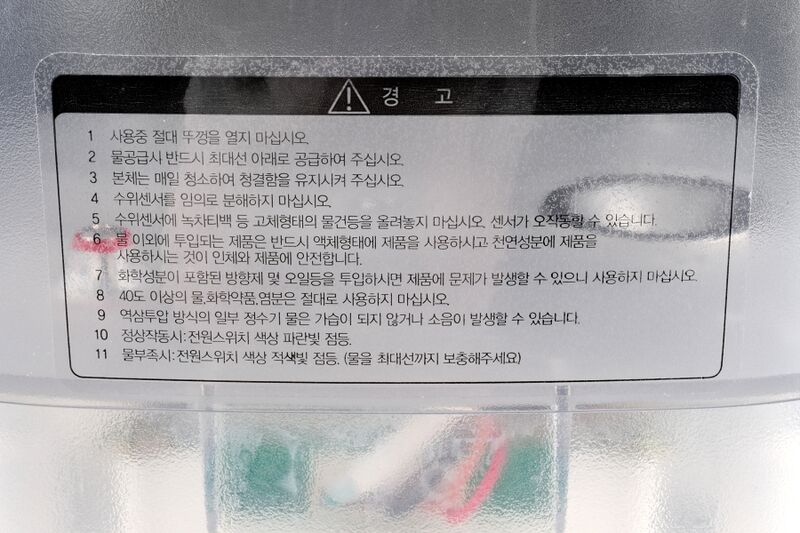 경 고
1 사용중 절대 뚜껑을 열지 마십시오.
2 물공급시 반드시 최대선 아래로 공급하여 주십시오.
3 본체는 매일 청소하여 청결함을 유지시켜 주십시오.
4 수위센서를 임의로 분해하지 마십시오.
5 수위센서에 녹차티백 등 고체형태의 물건등을 올려놓지 마십시오. 센서가 오작동할 수 있습니다.
6 물 이외에 투입되는 제품은 반드시 액체형태에 제품을 사용하시고 천연성분에 제품을
사용하시는 것이 인체와 제품에 안전합니다.
7 화학성분이 포함된 방향제 몇 오일등을 투입하시면 제품에 문제가 발생할 수 있으니 사용하지 마십시오.
8 40도 이상의 물,화학약품,염분은 절대로 사용하지 마십시오.
9 역삼투압 방식의 일부 정수기 물은 가습이 되지 않거나 소음이 발생할 수 있습니다.
10 정상작동시: 전원스위치 색상 파란빛 점등.
11 물부족시: 전원스위치 색상 적색빛 점등. (물을 최대선까지 보충해주세요)